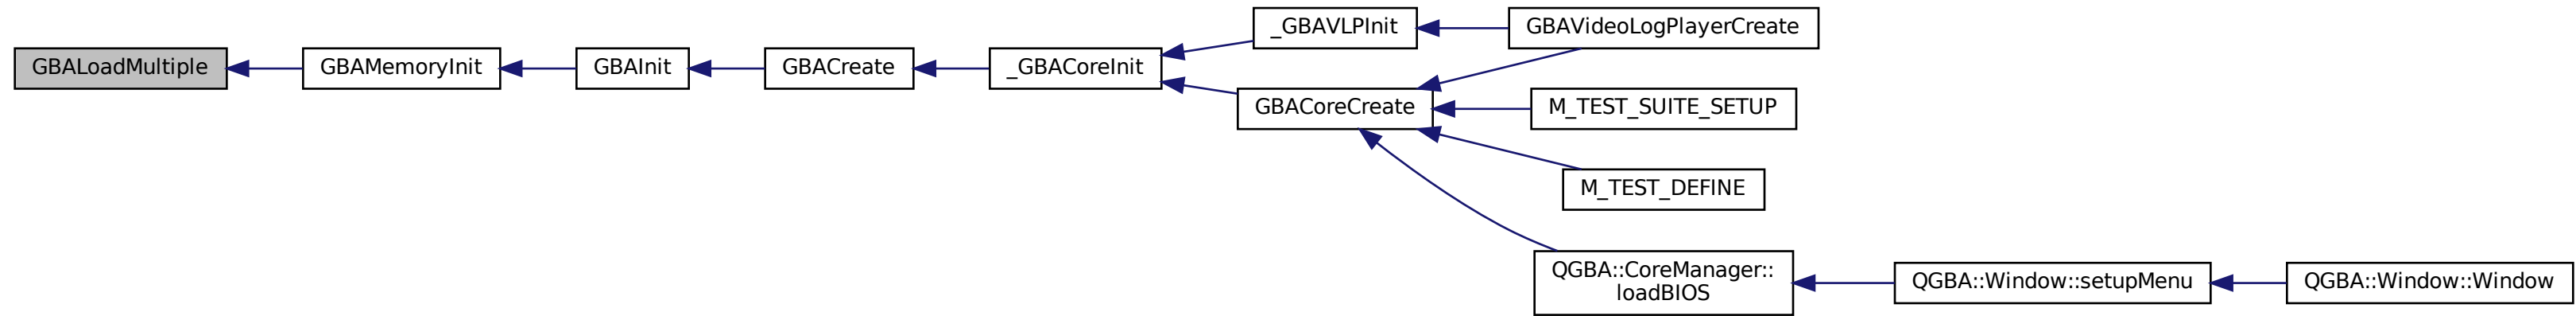 GBALoadMultiple
GBAMemoryInit
GBAInit
GBACreate
_GBACoreInit
_GBAVLPInit
GBAVideoLogPlayerCreate
GBACoreCreate
M_TEST_SUITE_SETUP
M_TEST_DEFINE
QGBA::CoreManager::
loadBIOS
QGBA::Window::setupMenu
QGBA::Window::Window